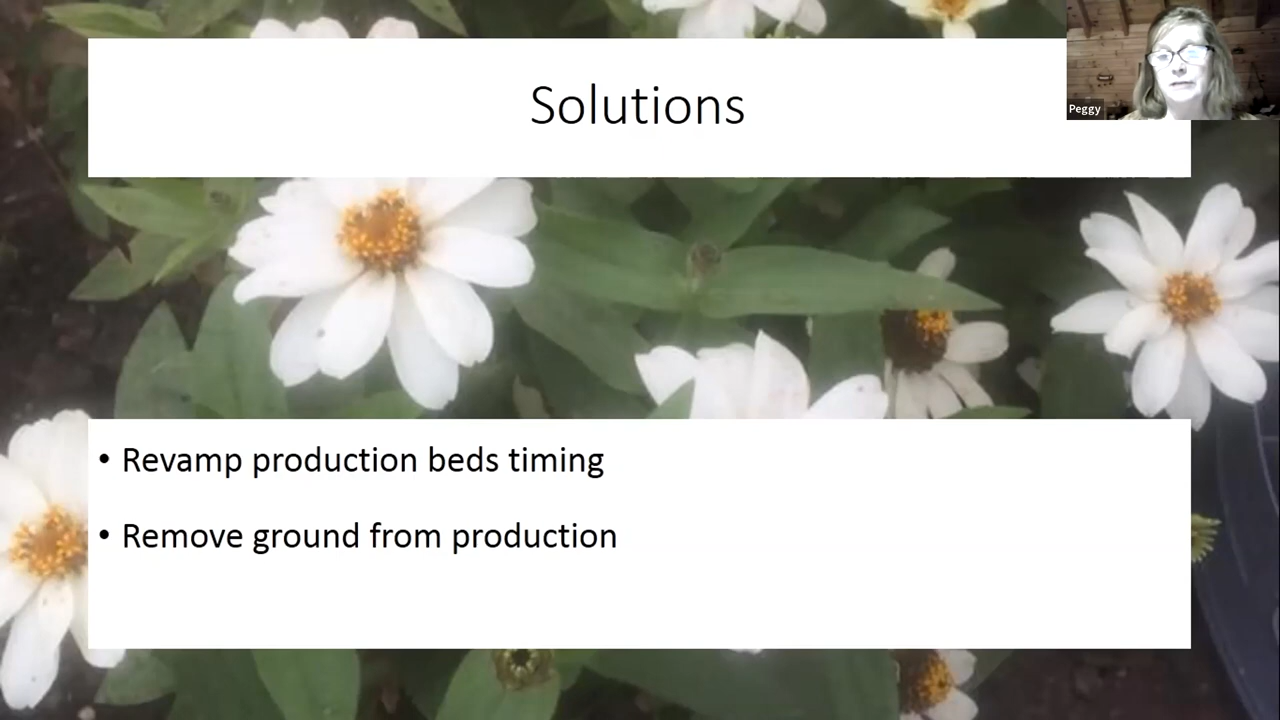 Solutions
Peggy
• Revamp production beds timing
• Remove ground from production